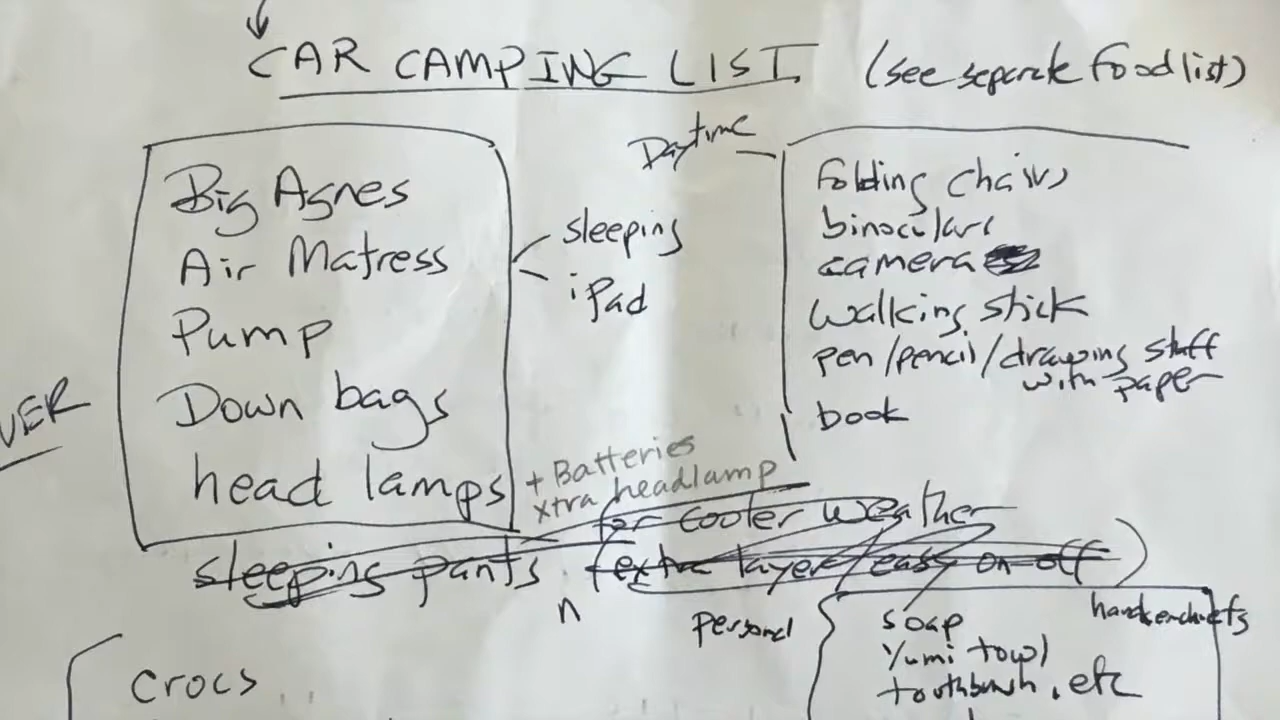 CAR CAMPING LIST (see separate food list)
Big Agnes
Air Matress
Pump
Down bags
head lamps
+ Batteries
xtra headlamp
sleeping
iPad
Daytime
folding chairs
binoculars
camera
walking stick
pen/pencil/drawing stuff
with paper
book
VER
for cooler weather
sleeping pants (extra layer/easy on-off)
n
personal
soap
handkerchiefs
Yumi towl
toothbrush, etc
crocs